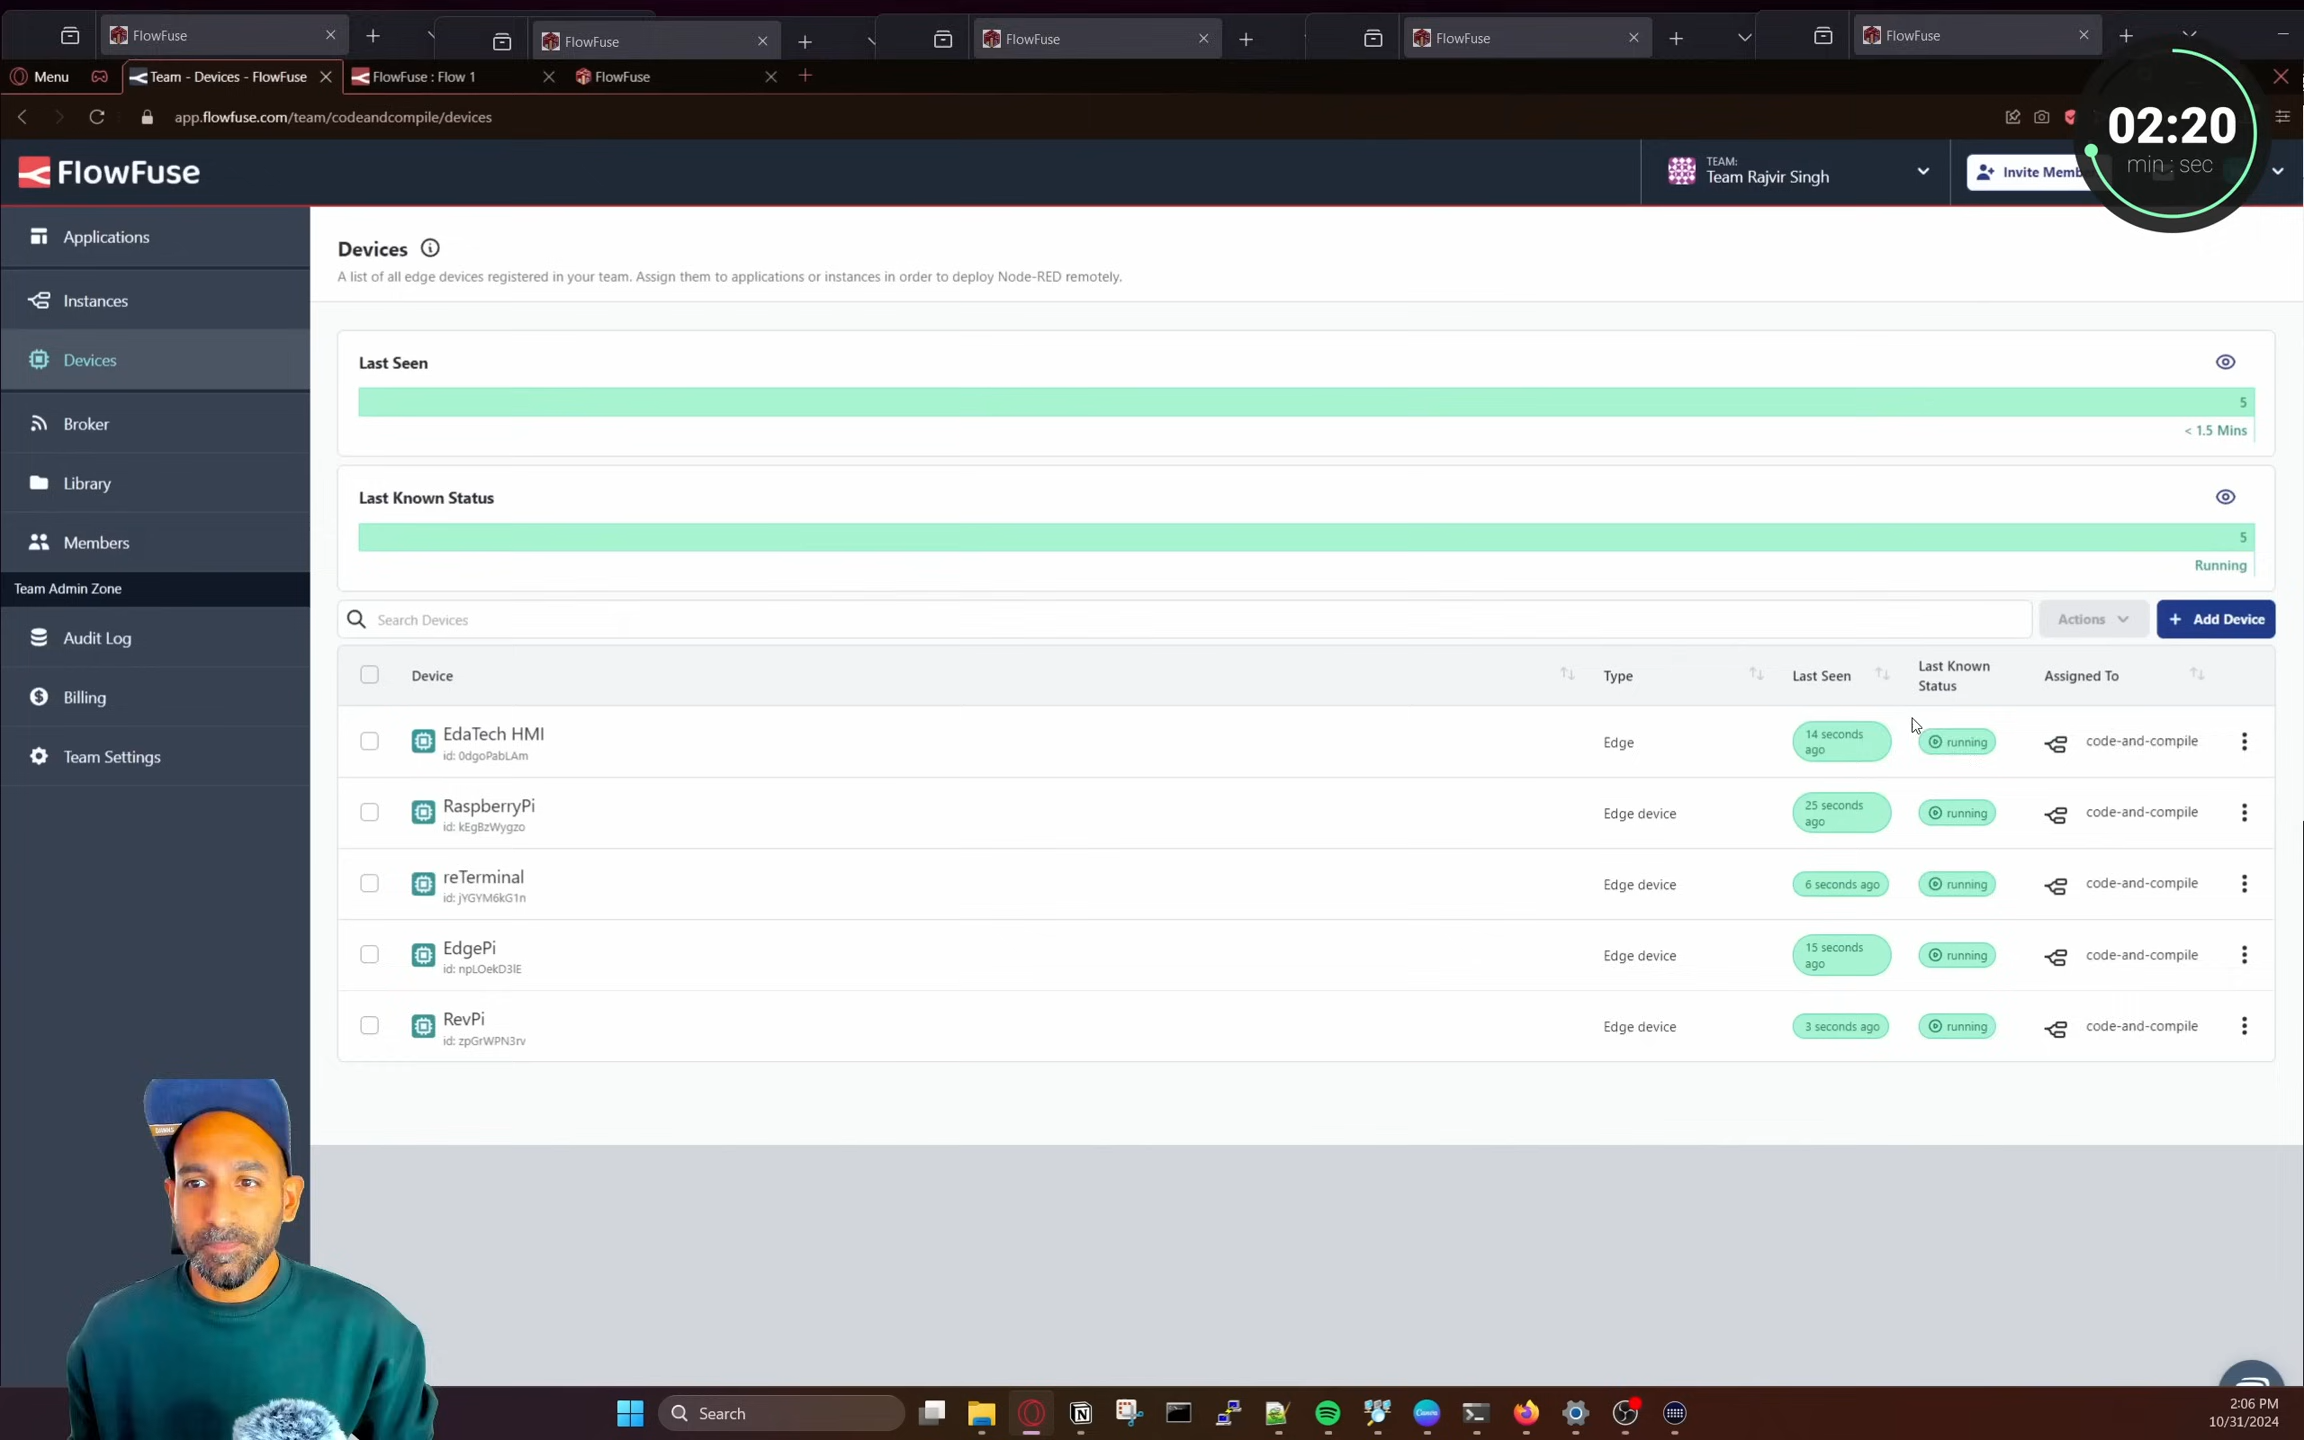 FlowFuse
FlowFuse
FlowFuse
FlowFuse
FlowFuse
Menu
Team - Devices - FlowFuse
FlowFuse : Flow 1
FlowFuse
app.flowfuse.com/team/codeandcompile/devices
02:20
min : sec
FlowFuse
TEAM:
Team Rajvir Singh
Invite Memb
Applications
Instances
Devices
Broker
Library
Members
Team Admin Zone
Audit Log
Billing
Team Settings
Devices
A list of all edge devices registered in your team. Assign them to applications or instances in order to deploy Node-RED remotely.
Last Seen
5
< 1.5 Mins
Last Known Status
5
Running
Search Devices
Actions
+ Add Device
Device
Type
Last Seen
Last Known
Status
Assigned To
EdaTech HMI
id: 0dgoPabLAm
Edge
14 seconds
ago
running
code-and-compile
RaspberryPi
id: kEgBzWygzo
Edge device
25 seconds
ago
running
code-and-compile
reTerminal
id: jYGYM6kG1n
Edge device
6 seconds ago
running
code-and-compile
EdgePi
id: npLOekD3lE
Edge device
15 seconds
ago
running
code-and-compile
RevPi
id: zpGrWPN3rv
Edge device
3 seconds ago
running
code-and-compile
Search
2:06 PM
10/31/2024